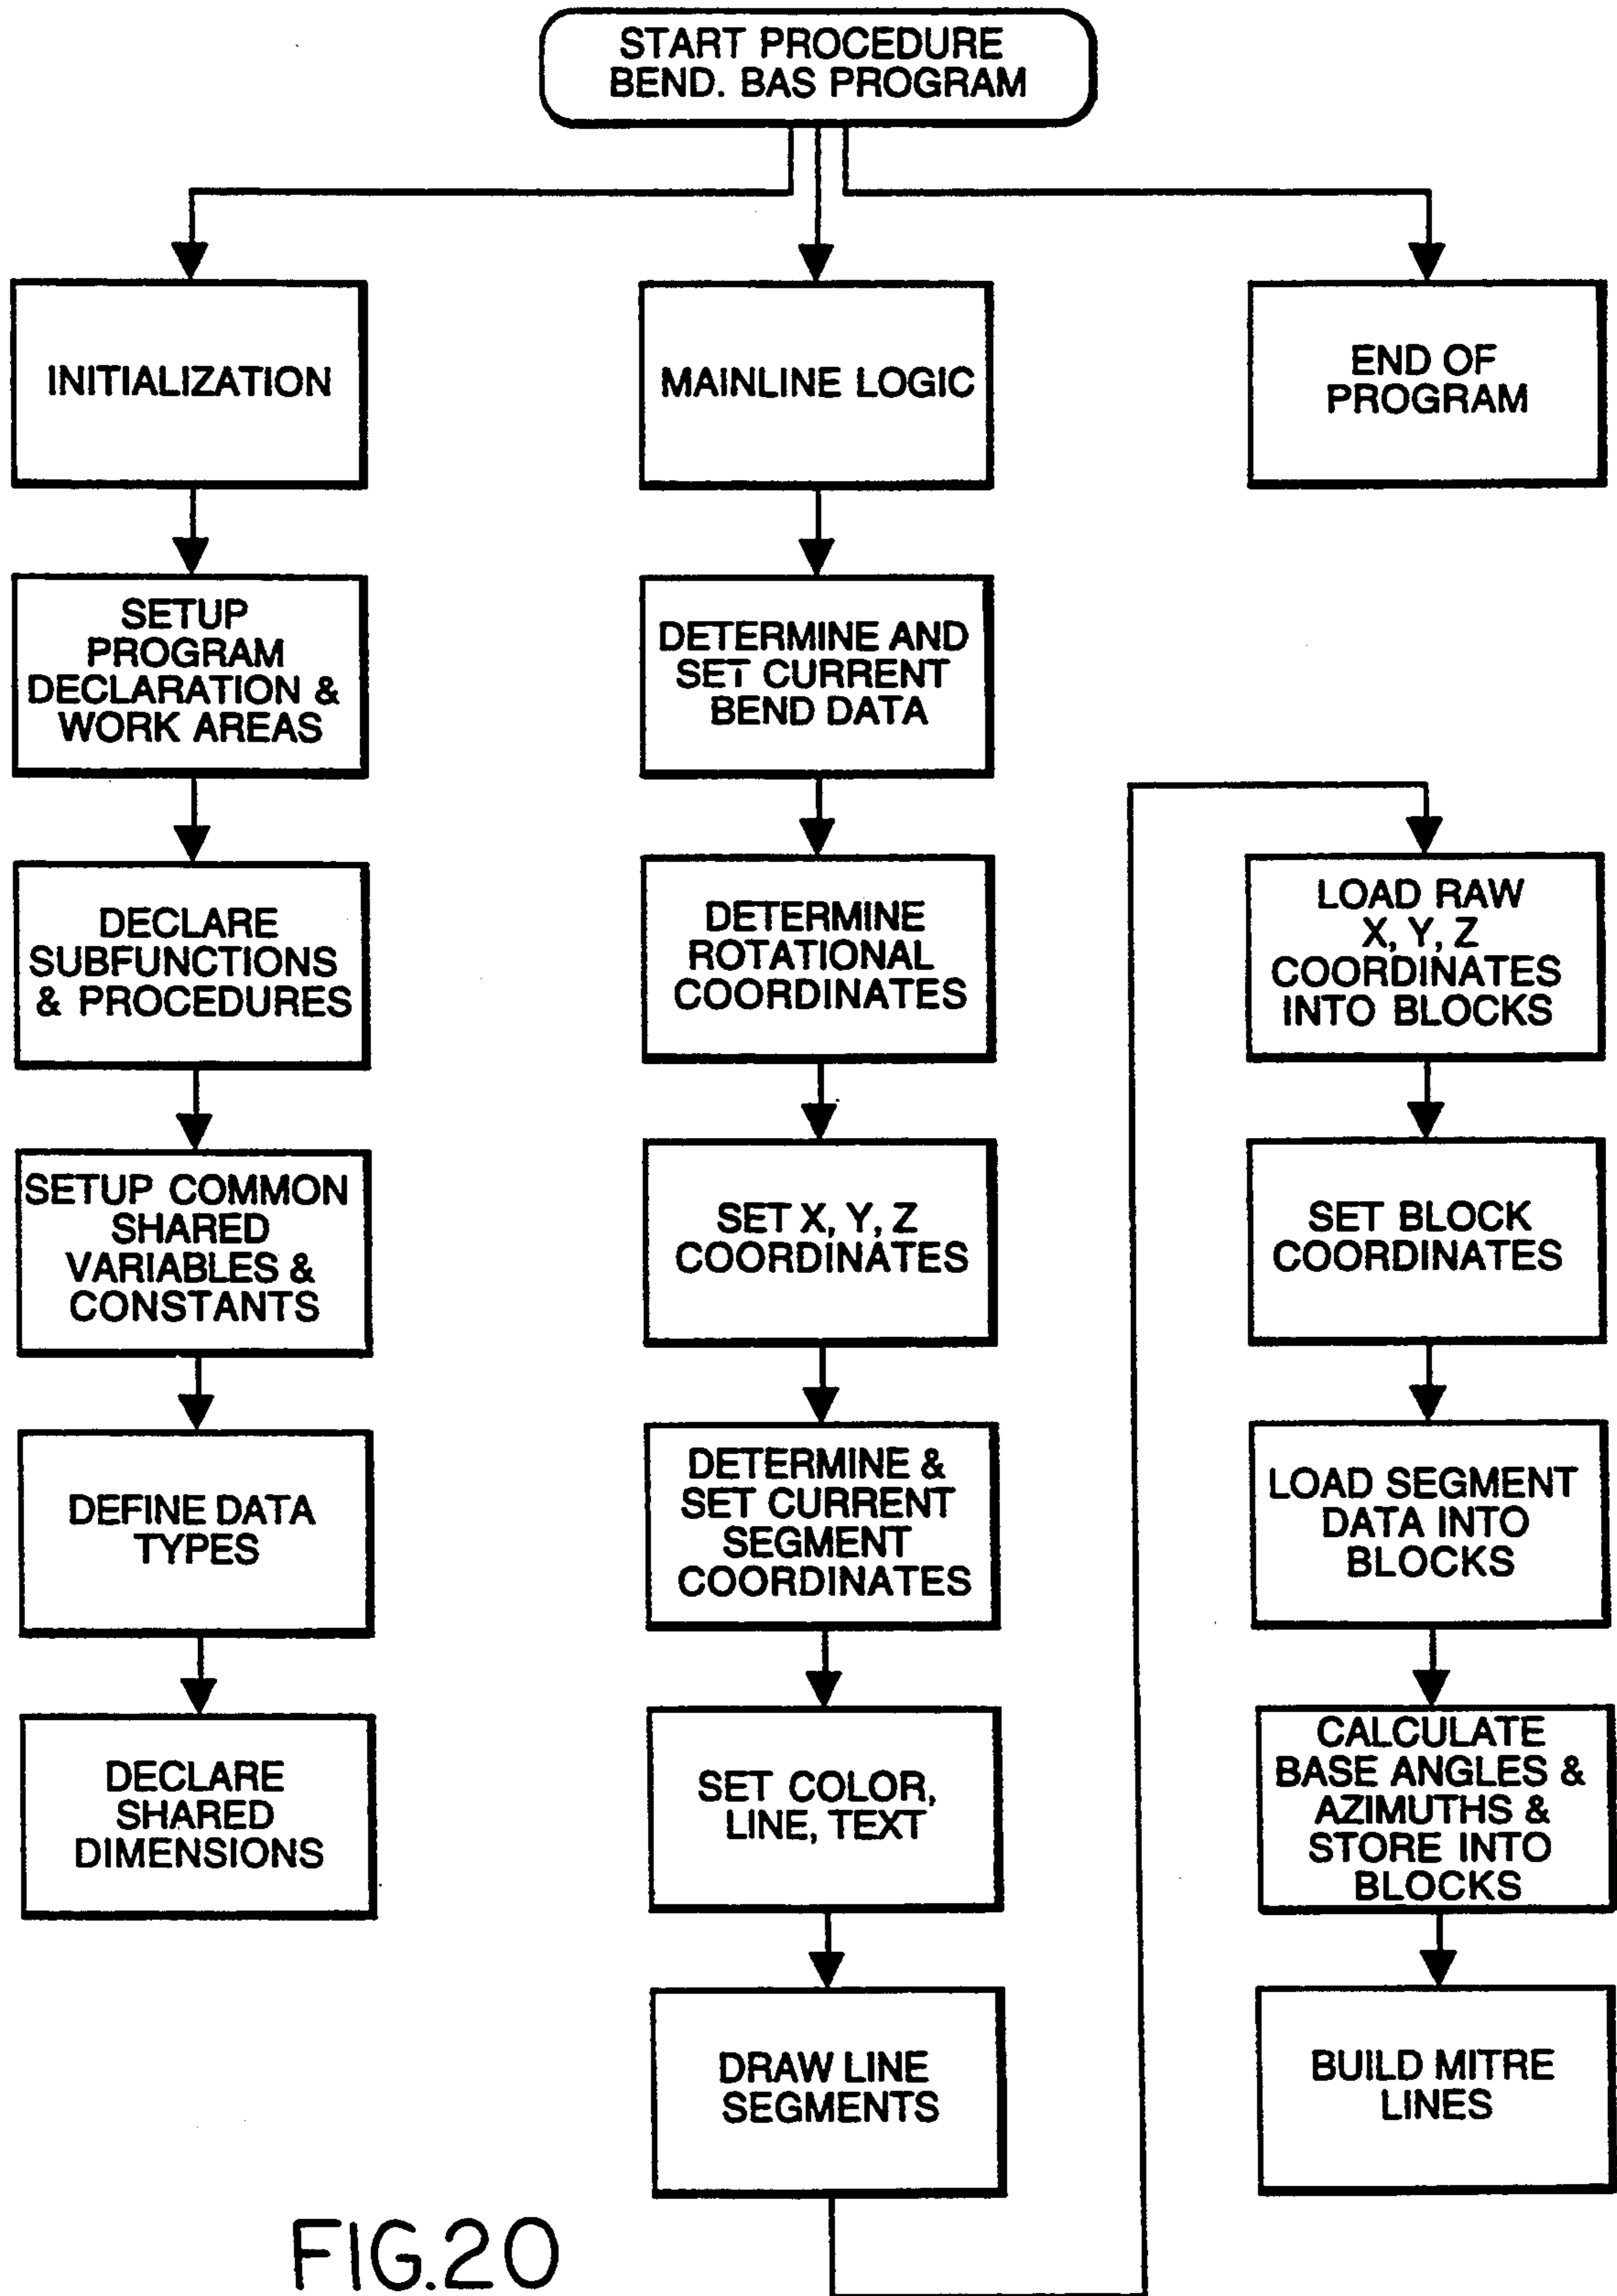 START PROCEDURE
BEND. BAS PROGRAM
INITIALIZATION
SETUP
PROGRAM
DECLARATION &
WORK AREAS
DECLARE
SUBFUNCTIONS
& PROCEDURES
SETUP COMMON
SHARED
VARIABLES &
CONSTANTS
DEFINE DATA
TYPES
DECLARE
SHARED
DIMENSIONS
MAINLINE LOGIC
DETERMINE AND
SET CURRENT
BEND DATA
DETERMINE
ROTATIONAL
COORDINATES
SET X, Y, Z
COORDINATES
DETERMINE &
SET CURRENT
SEGMENT
COORDINATES
SET COLOR,
LINE, TEXT
DRAW LINE
SEGMENTS
END OF
PROGRAM
LOAD RAW
X, Y, Z
COORDINATES
INTO BLOCKS
SET BLOCK
COORDINATES
LOAD SEGMENT
DATA INTO
BLOCKS
CALCULATE
BASE ANGLES &
AZIMUTHS &
STORE INTO
BLOCKS
BUILD MITRE
LINES
FIG.20